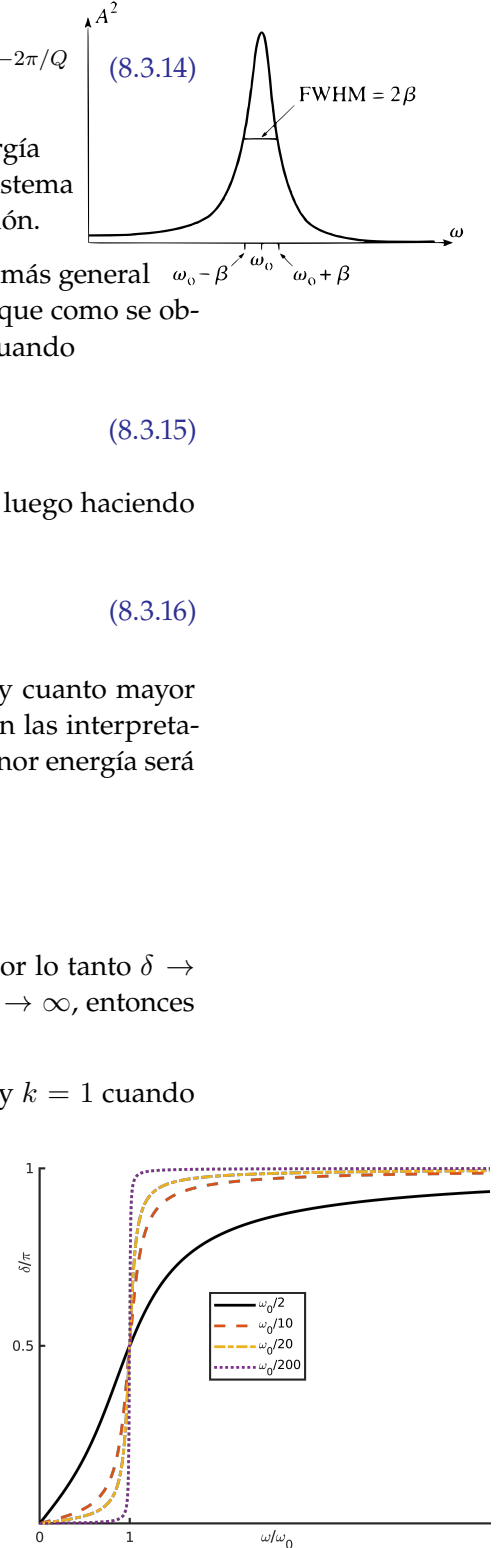 A²
−2π/Q
(8.3.14)
FWHM = 2β
rgía
istema
ón.
ω
ω₀ − β
ω₀
ω₀ + β
más general
que como se ob-
uando
(8.3.15)
luego haciendo
(8.3.16)
y cuanto mayor
n las interpreta-
nor energía será
or lo tanto δ →
→ ∞, entonces
y k = 1 cuando
1
δ/π
ω₀/2
ω₀/10
0.5
ω₀/20
ω₀/200
0
1
ω/ω₀